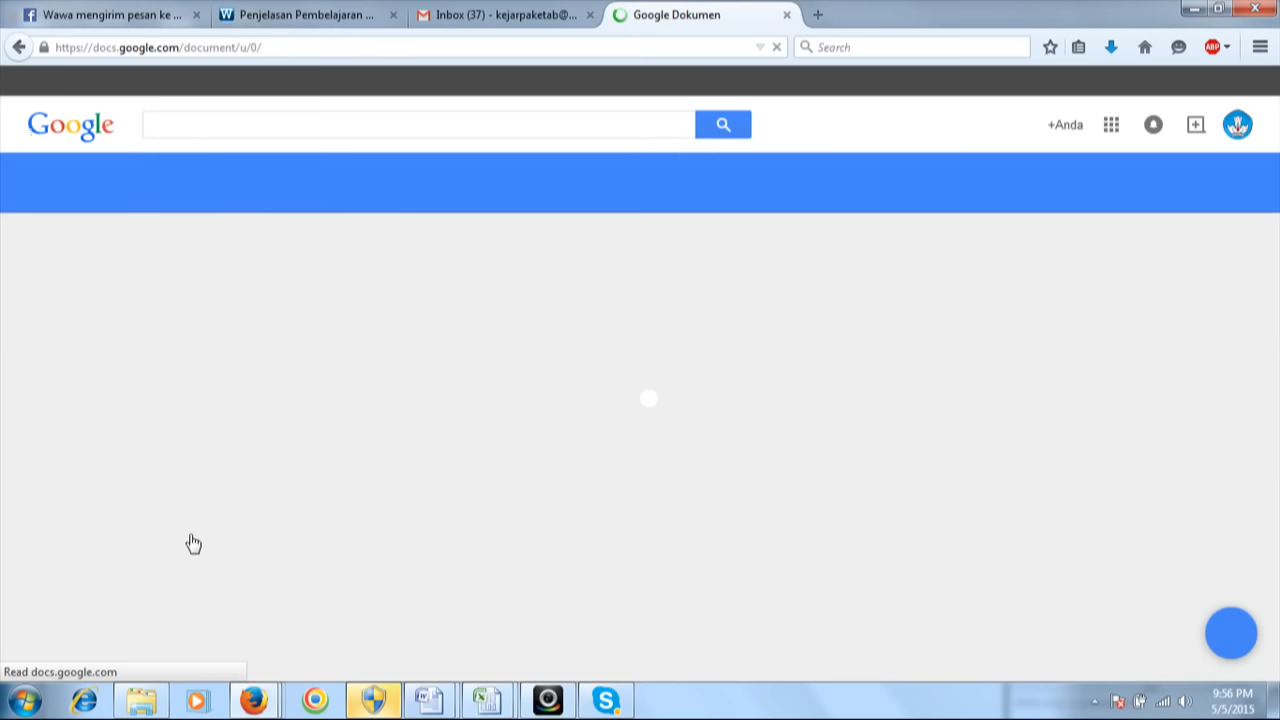 Wawa mengirim pesan ke ...
Penjelasan Pembelajaran ...
Inbox (37) - kejarpaketab@...
Google Dokumen
https://docs.google.com/document/u/0/
Search
ABP
Google
+Anda
Read docs.google.com
9:56 PM
5/5/2015